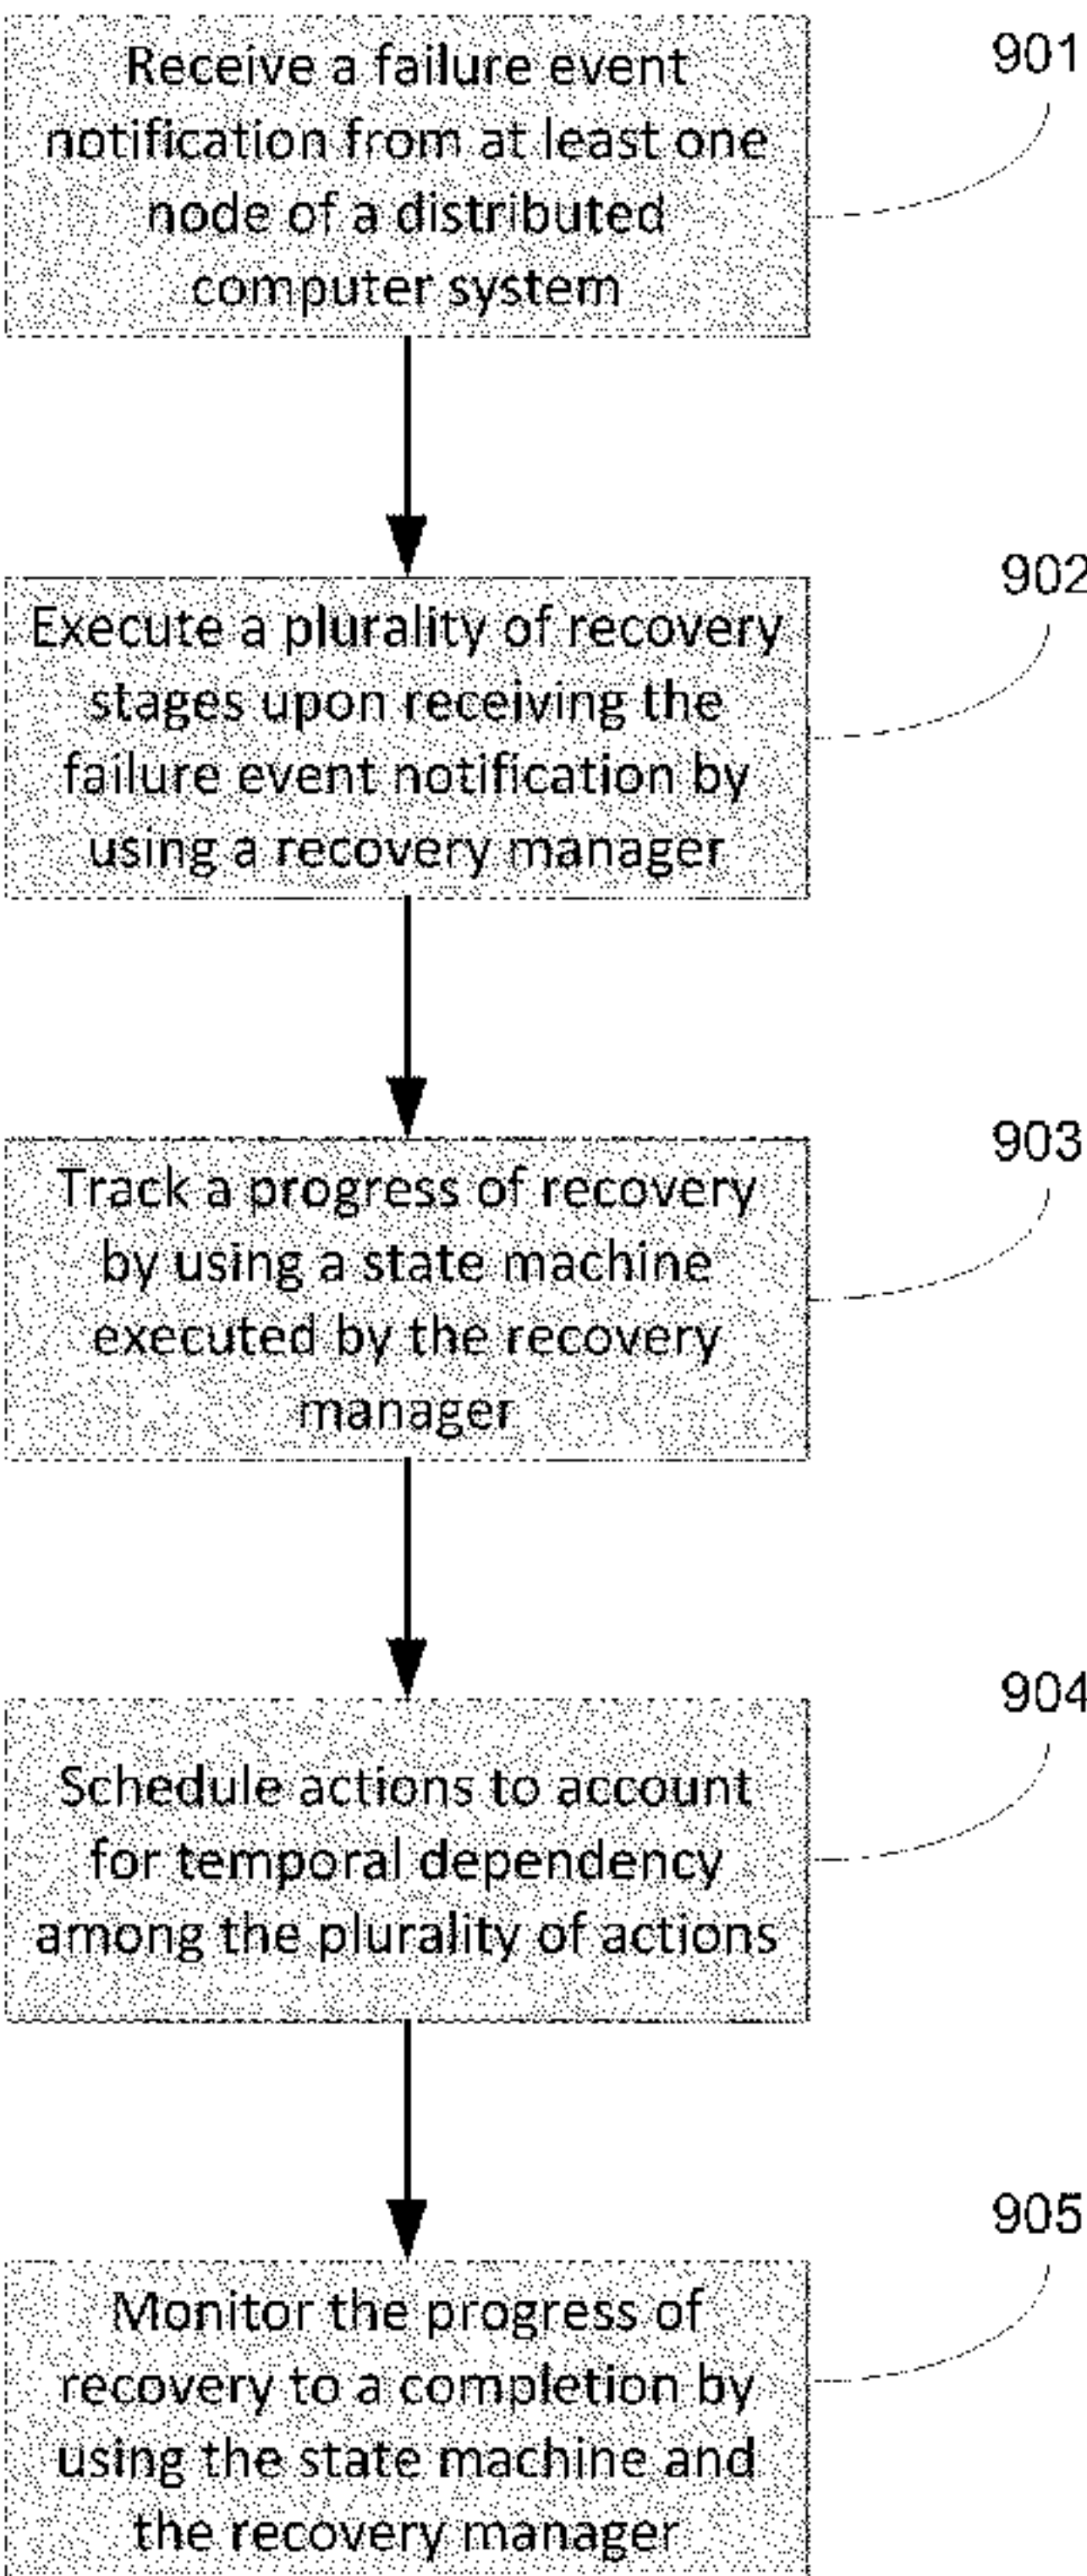 Receive a failure event
notification from at least one
node of a distributed
computer system
901
Execute a plurality of recovery
stages upon receiving the
failure event notification by
using a recovery manager
902
Track a progress of recovery
by using a state machine
executed by the recovery
manager
903
Schedule actions to account
for temporal dependency
among the plurality of actions
904
Monitor the progress of
recovery to a completion by
using the state machine and
the recovery manager
905